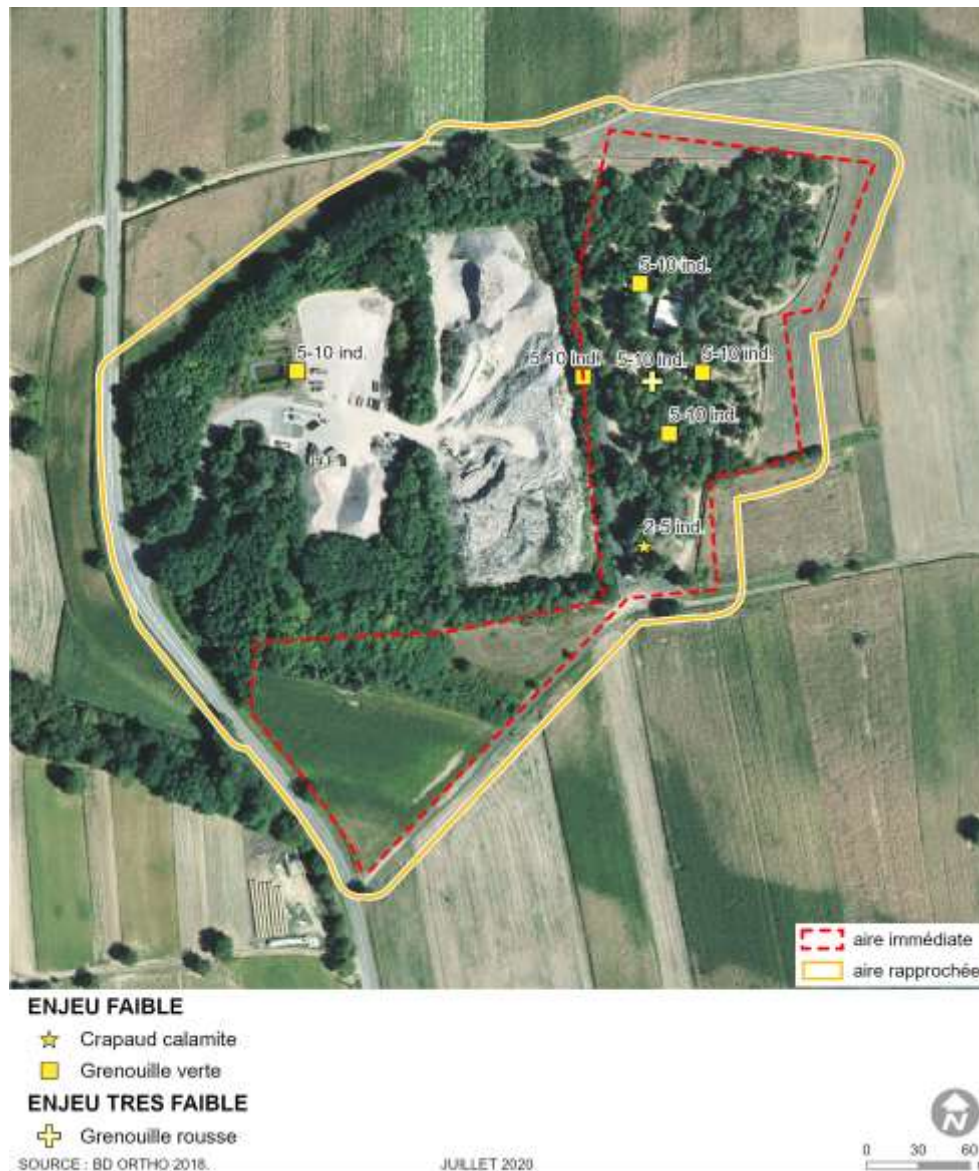 5-10 ind.
5-10 ind.
5-10 ind.
5-10 ind.
5-10 ind.
5-10 ind.
2-5 ind.
aire immédiate
aire rapprochée
ENJEU FAIBLE
Crapaud calamite
Grenouille verte
ENJEU TRES FAIBLE
Grenouille rousse
N
0 30 60
SOURCE : BD ORTHO 2018.
JUILLET 2020